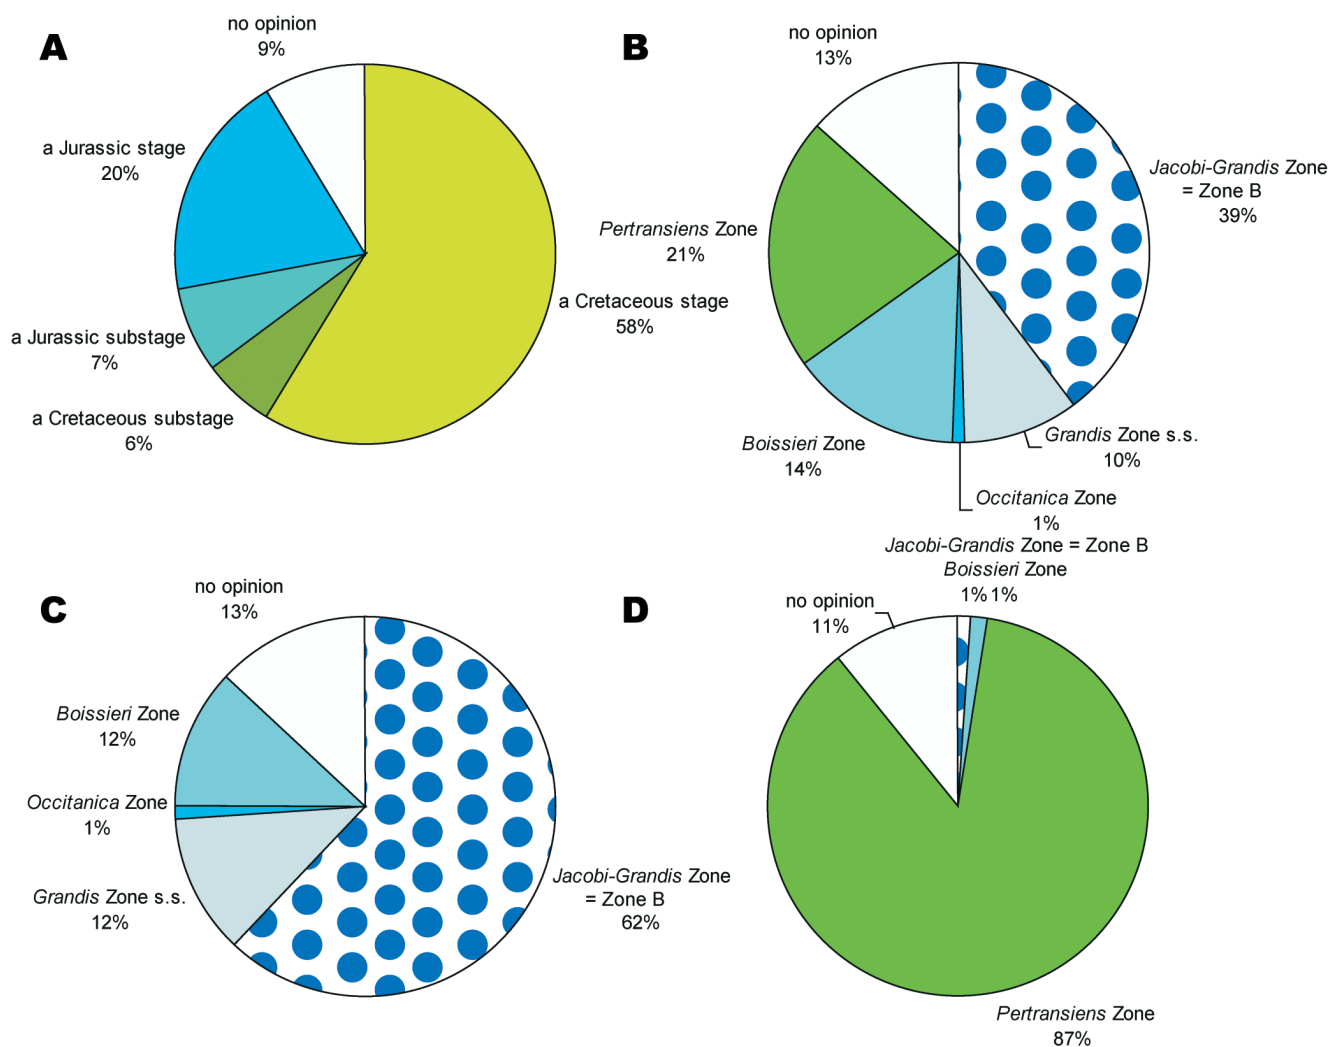 A
no opinion
9%
a Jurassic stage
20%
a Jurassic substage
7%
a Cretaceous substage
6%
a Cretaceous stage
58%
B
no opinion
13%
Jacobi-Grandis Zone
= Zone B
39%
Pertransiens Zone
21%
Boissieri Zone
14%
Grandis Zone s.s.
10%
Occitanica Zone
1%
C
no opinion
13%
Boissieri Zone
12%
Occitanica Zone
1%
Grandis Zone s.s.
12%
Jacobi-Grandis Zone
= Zone B
62%
D
Jacobi-Grandis Zone = Zone B
Boissieri Zone
1% 1%
no opinion
11%
Pertransiens Zone
87%